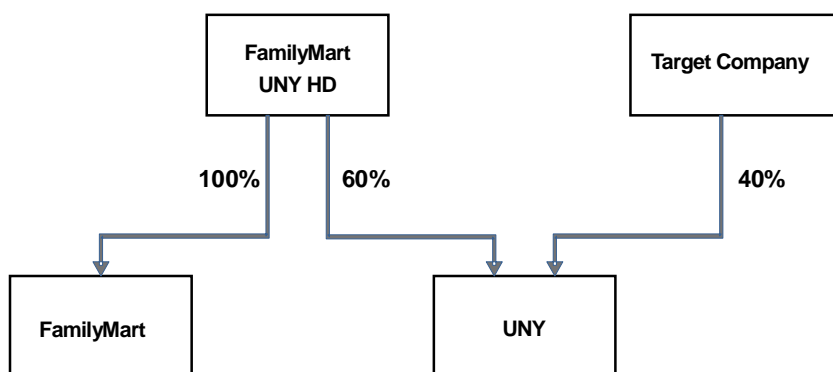 FamilyMart
UNY HD
Target Company
100%
60%
40%
FamilyMart
UNY